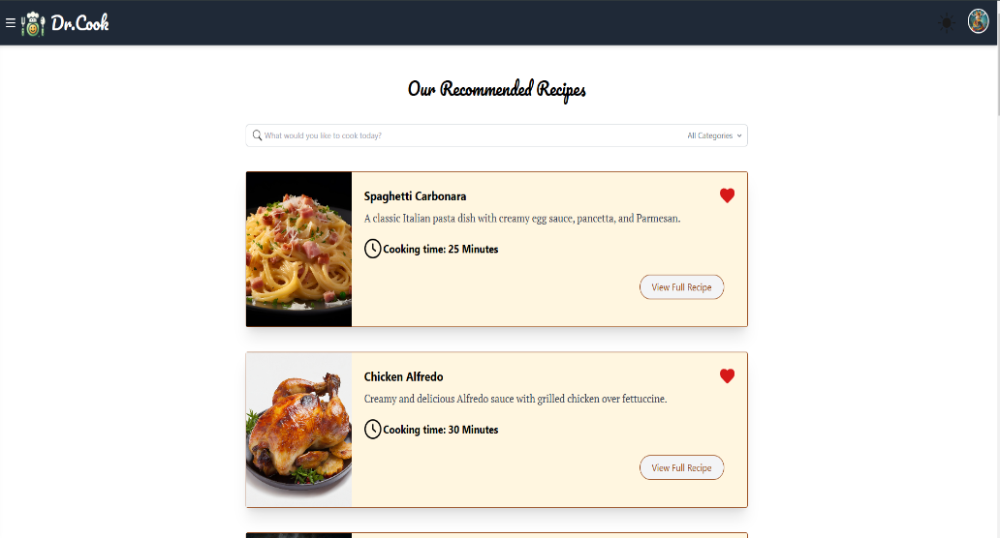 Dr.Cook
Our Recommended Recipes
What would you like to cook today? All Categories
Spaghetti Carbonara
A classic Italian pasta dish with creamy egg sauce, pancetta, and Parmesan.
Cooking time: 25 Minutes
View Full Recipe
Chicken Alfredo
Creamy and delicious Alfredo sauce with grilled chicken over fettuccine.
Cooking time: 30 Minutes
View Full Recipe